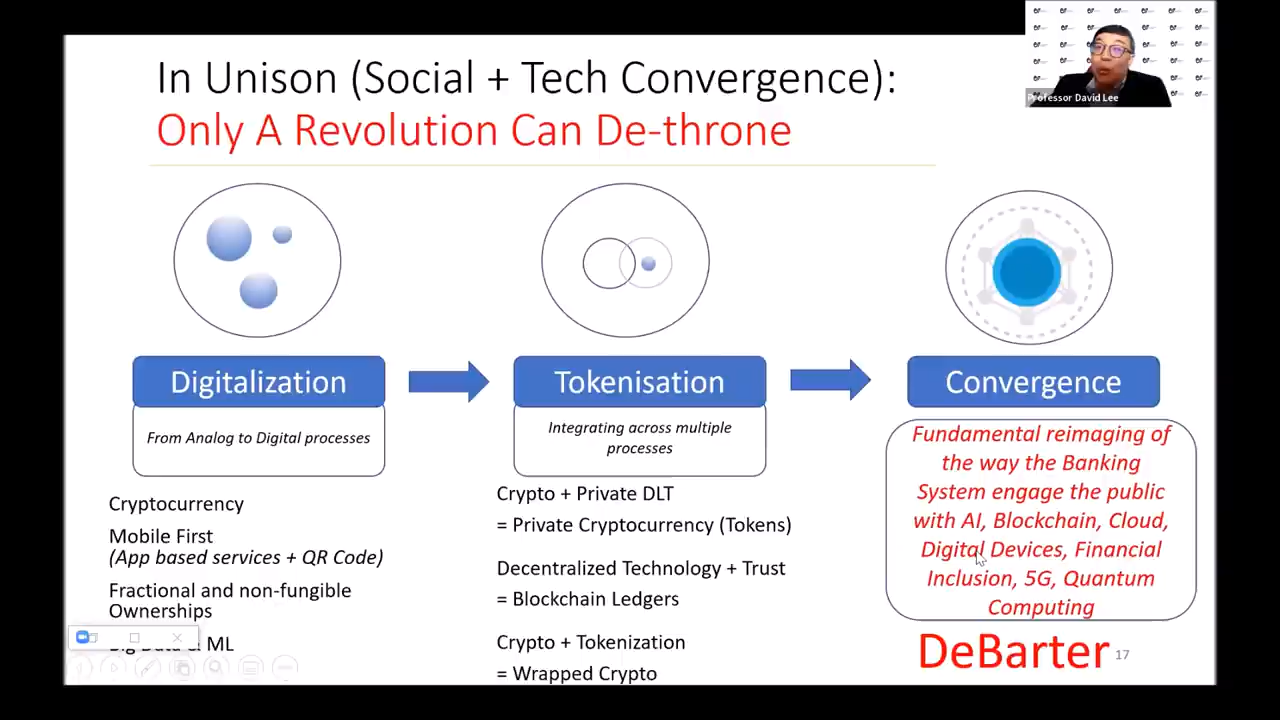 In Unison (Social + Tech Convergence):
Only A Revolution Can De-throne
Professor David Lee
Digitalization
From Analog to Digital processes
Cryptocurrency
Mobile First
(App based services + QR Code)
Fractional and non-fungible
Ownerships
& ML
Tokenisation
Integrating across multiple
processes
Crypto + Private DLT
= Private Cryptocurrency (Tokens)
Decentralized Technology + Trust
= Blockchain Ledgers
Crypto + Tokenization
= Wrapped Crypto
Convergence
Fundamental reimaging of
the way the Banking
System engage the public
with AI, Blockchain, Cloud,
Digital Devices, Financial
Inclusion, 5G, Quantum
Computing
DeBarter
17